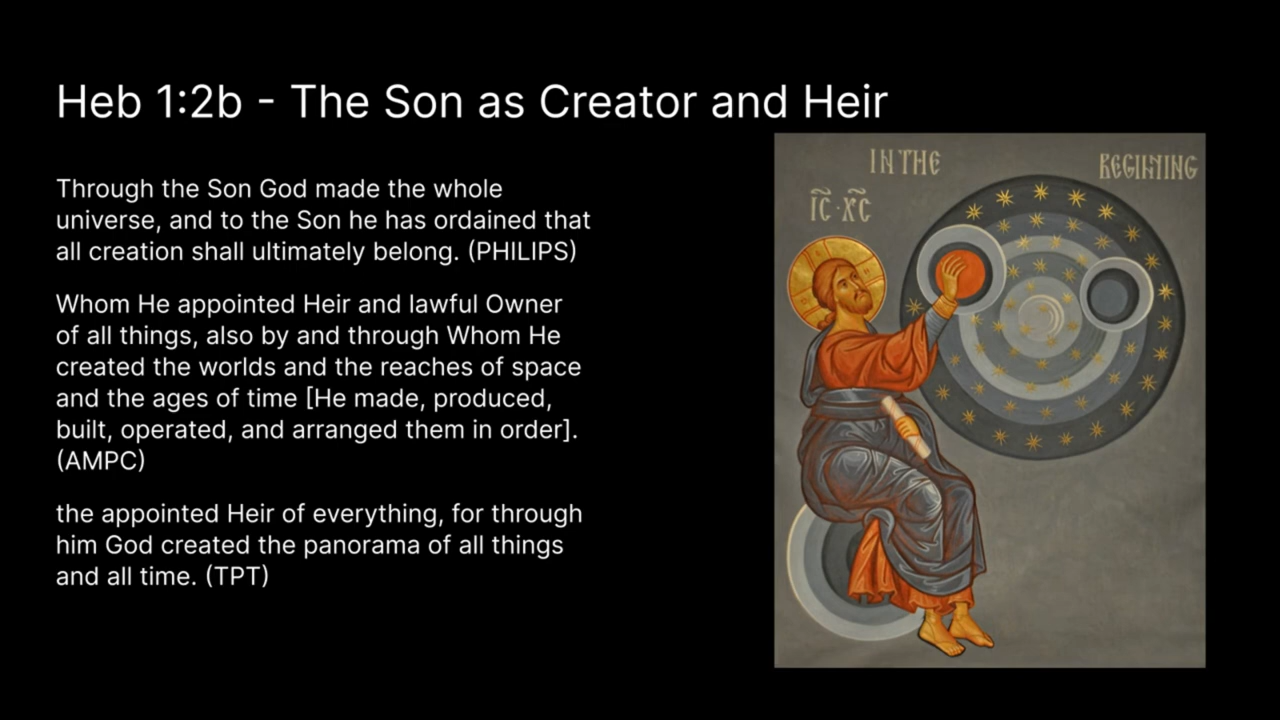 Heb 1:2b - The Son as Creator and Heir
Through the Son God made the whole
universe, and to the Son he has ordained that
all creation shall ultimately belong. (PHILIPS)
Whom He appointed Heir and lawful Owner
of all things, also by and through Whom He
created the worlds and the reaches of space
and the ages of time [He made, produced,
built, operated, and arranged them in order].
(AMPC)
the appointed Heir of everything, for through
him God created the panorama of all things
and all time. (TPT)
IN THE BEGINNING
IC XC